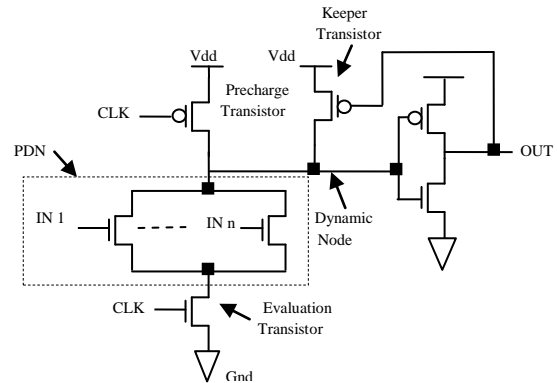 Keeper
Transistor
Vdd
Vdd
Precharge
Transistor
CLK
PDN
OUT
IN 1
IN n
Dynamic
Node
CLK
Evaluation
Transistor
Gnd